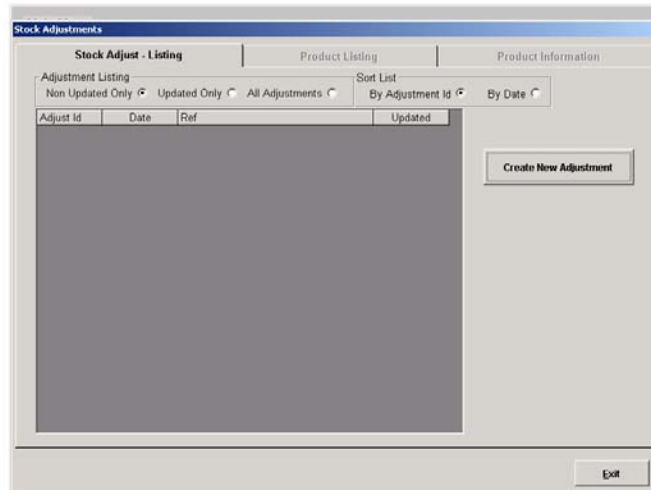 Stock Adjustments
Stock Adjust - Listing Product Listing Product Information
Adjustment Listing Sort List
Non Updated Only Updated Only All Adjustments By Adjustment Id By Date
Adjust Id Date Ref Updated
Create New Adjustment
Exit